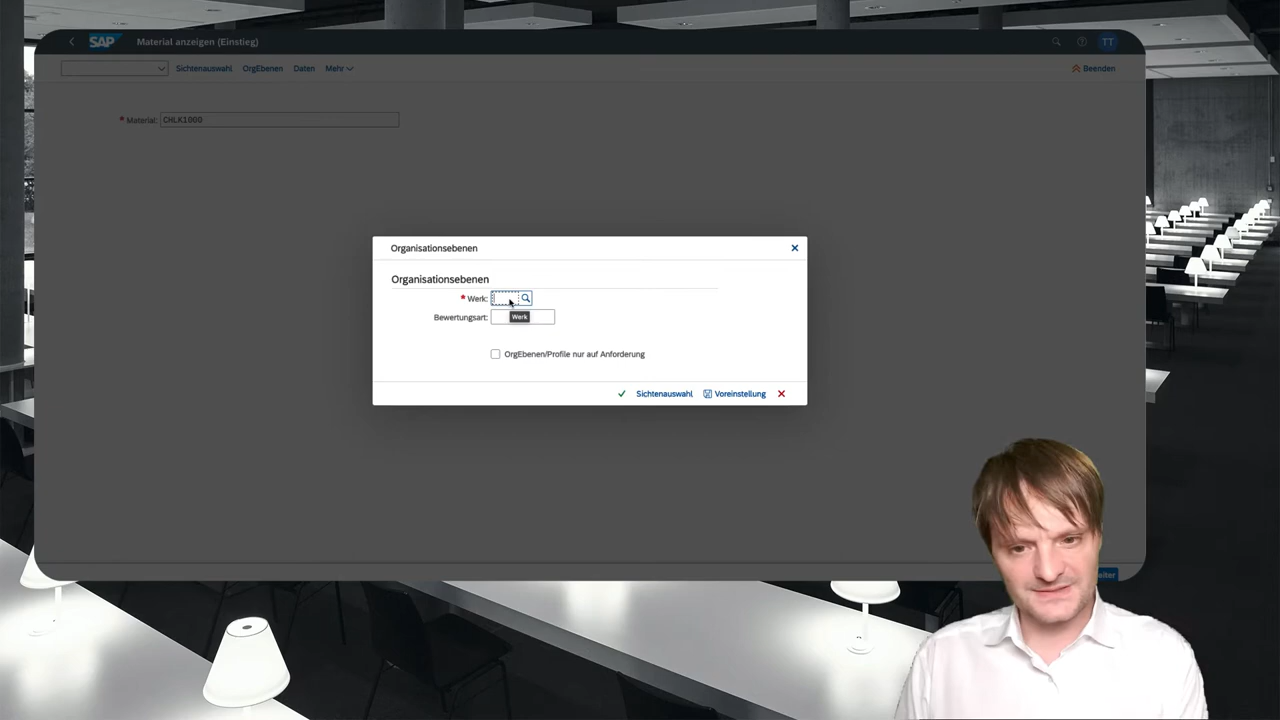 SAP Material anzeigen (Einstieg) TT
Sichtenauswahl OrgEbenen Daten Mehr Beenden
* Material: CHLK1000
Organisationsebenen
Organisationsebenen
* Werk:
Werk
Bewertungsart:
OrgEbenen/Profile nur auf Anforderung
Sichtenauswahl Voreinstellung
eiter